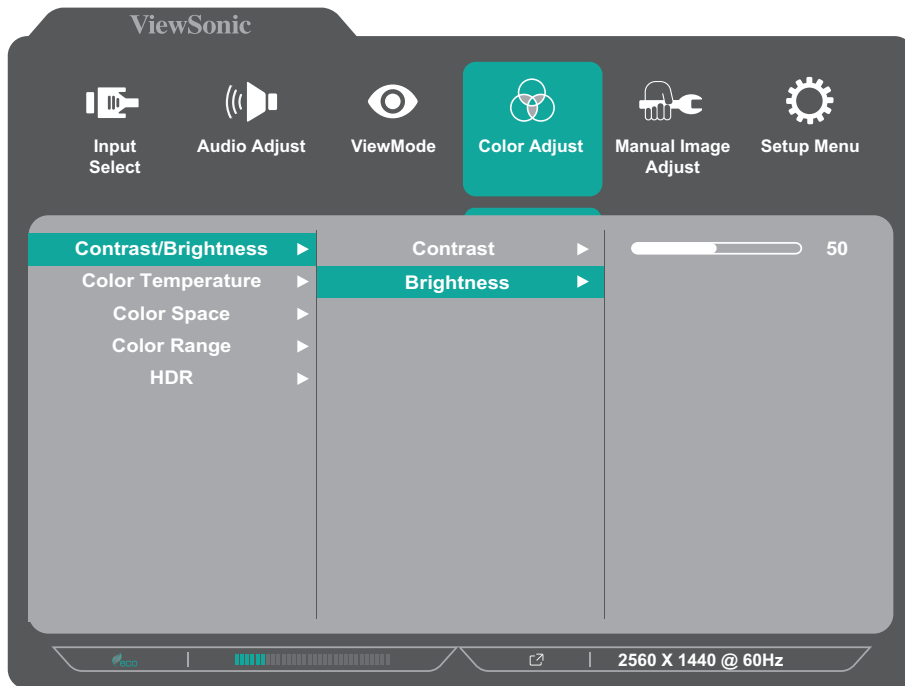 ViewSonic
Input
Select
Audio Adjust
ViewMode
Color Adjust
Manual Image
Adjust
Setup Menu
Contrast/Brightness
Color Temperature
Color Space
Color Range
HDR
Contrast
Brightness
50
eco
2560 X 1440 @ 60Hz